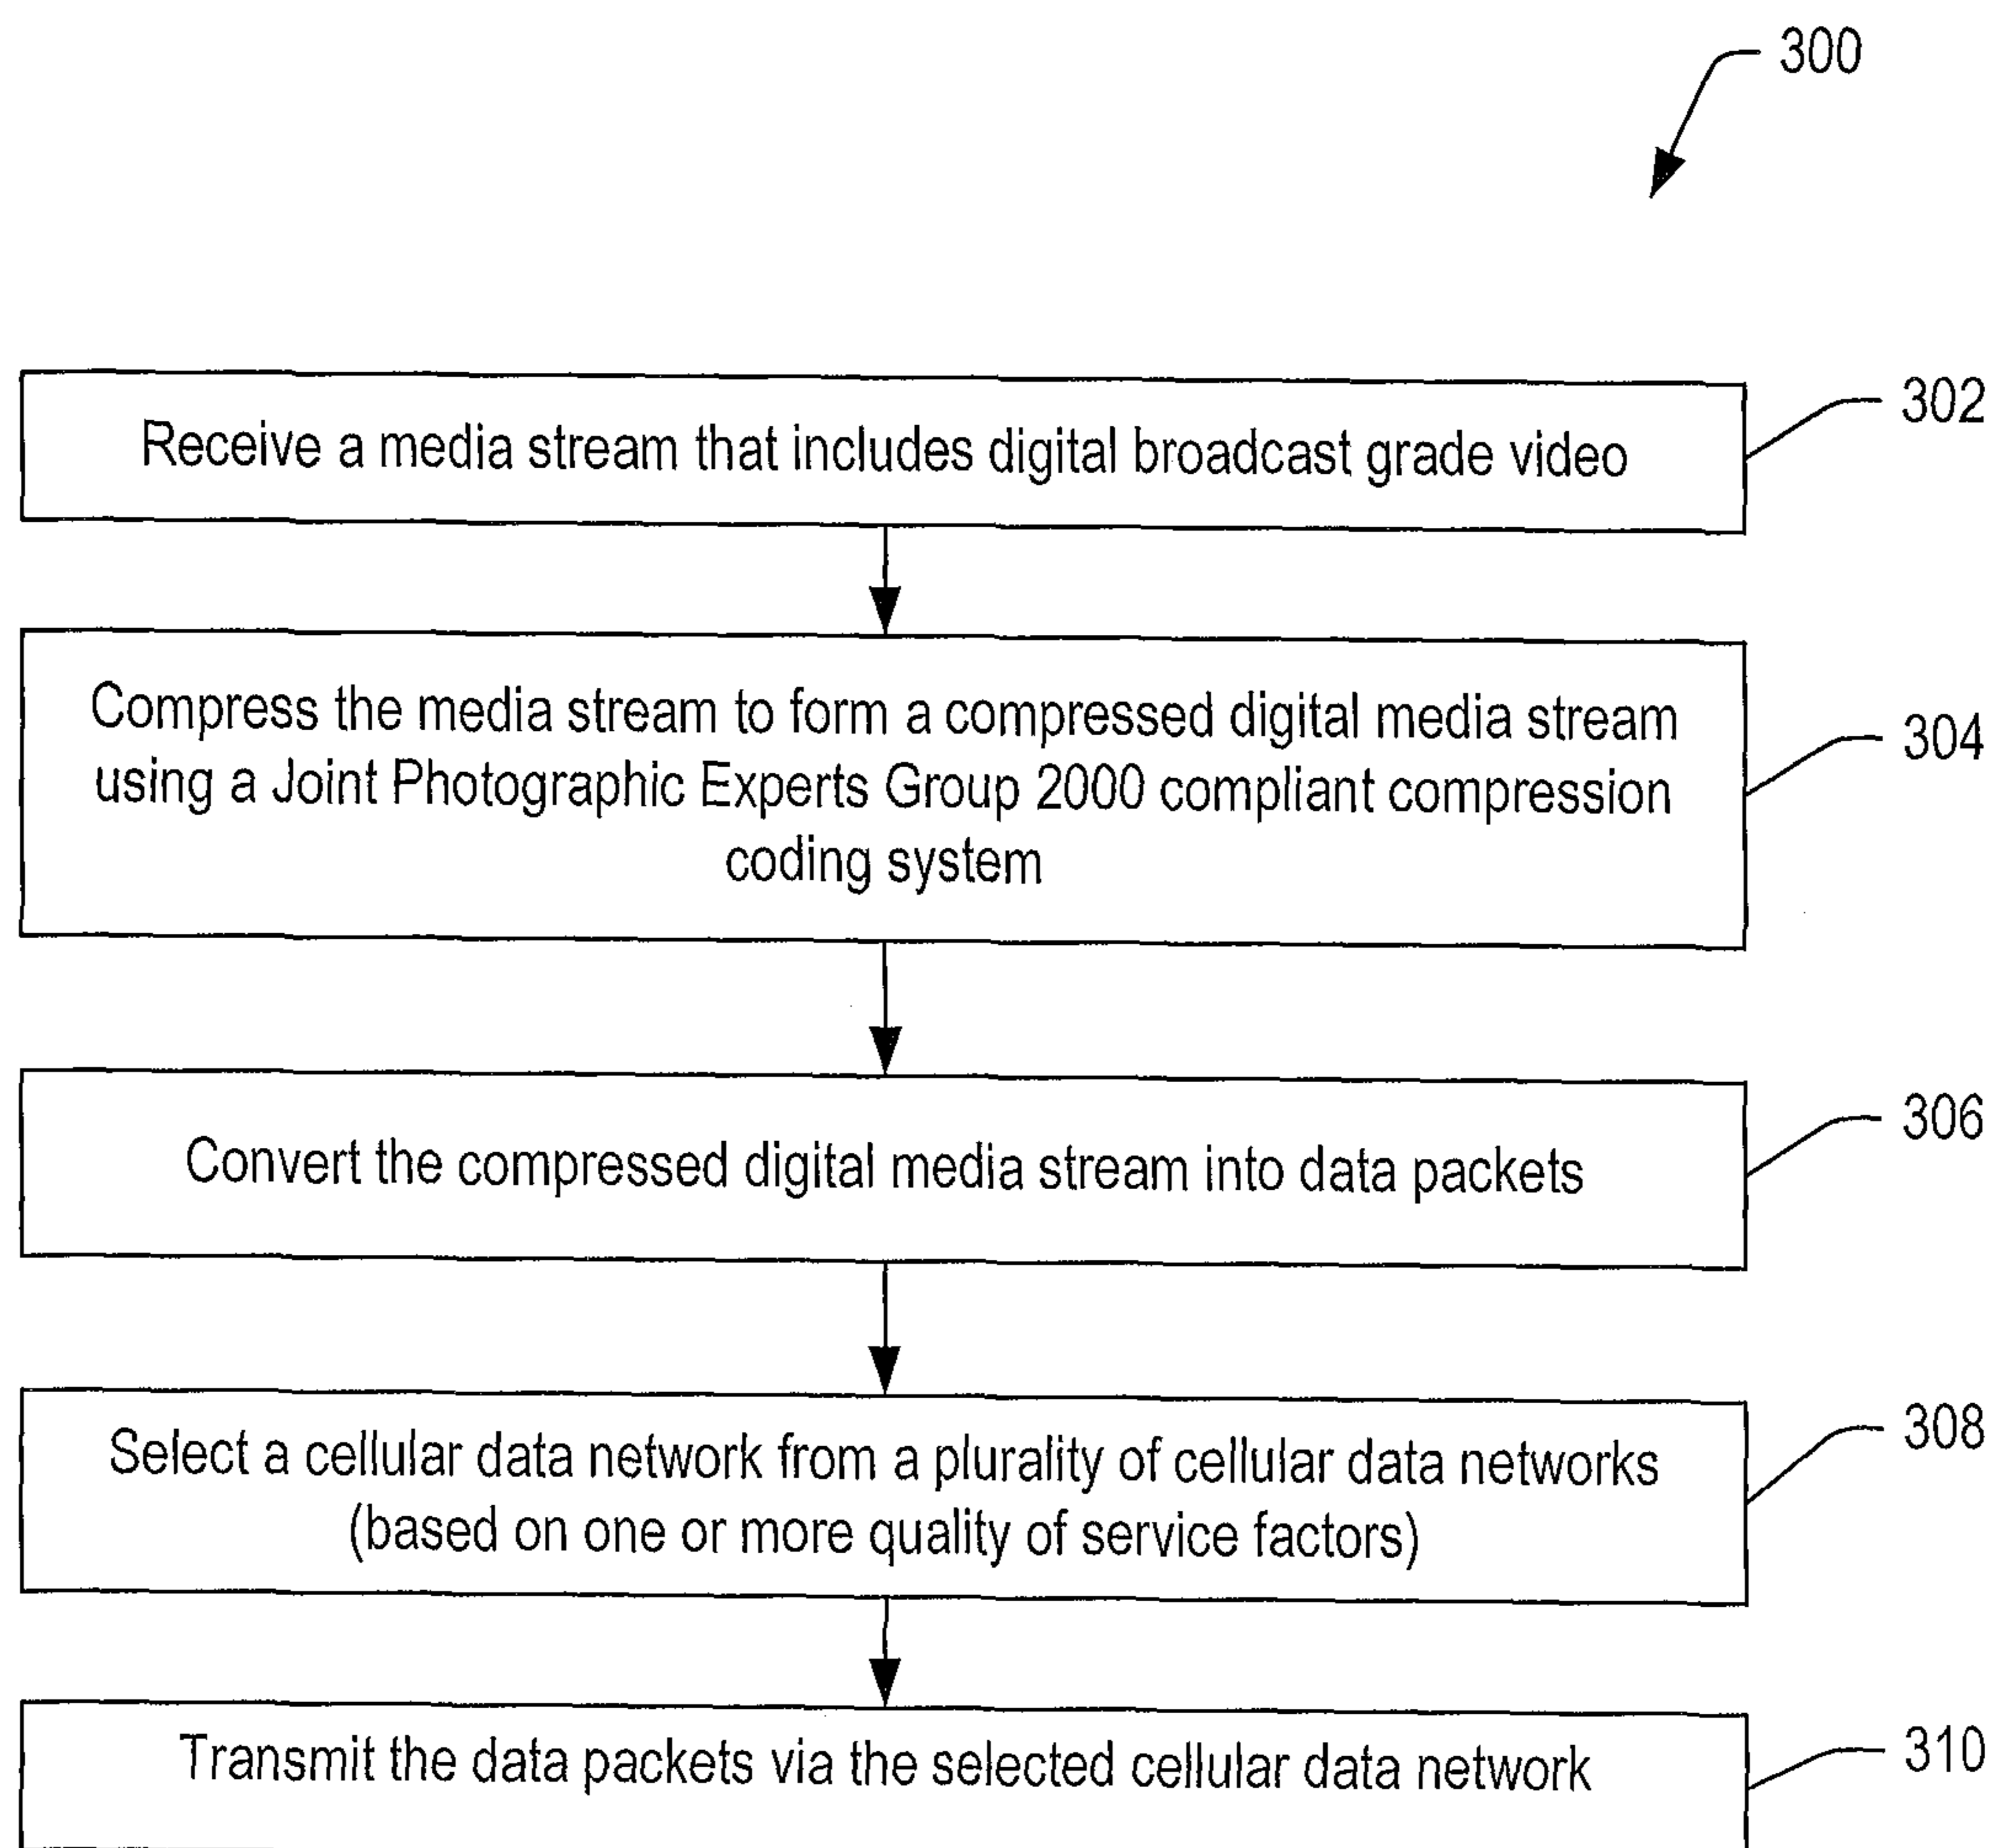 300
Receive a media stream that includes digital broadcast grade video
302
Compress the media stream to form a compressed digital media stream
using a Joint Photographic Experts Group 2000 compliant compression
coding system
304
Convert the compressed digital media stream into data packets
306
Select a cellular data network from a plurality of cellular data networks
(based on one or more quality of service factors)
308
Transmit the data packets via the selected cellular data network
310